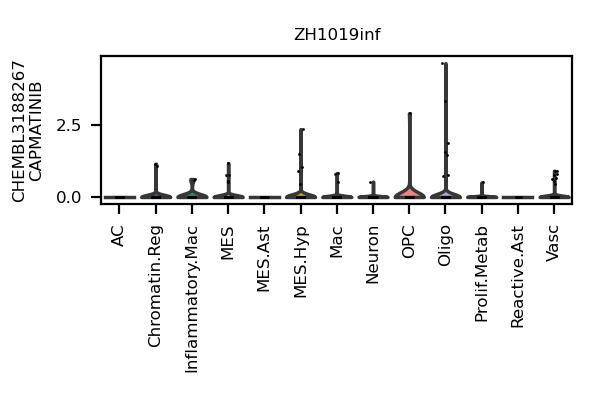 ZH1019inf
CHEMBL3188267
CAPMATINIB
2.5
0.0
AC
Chromatin.Reg
Inflammatory.Mac
MES
MES.Ast
MES.Hyp
Mac
Neuron
OPC
Oligo
Prolif.Metab
Reactive.Ast
Vasc